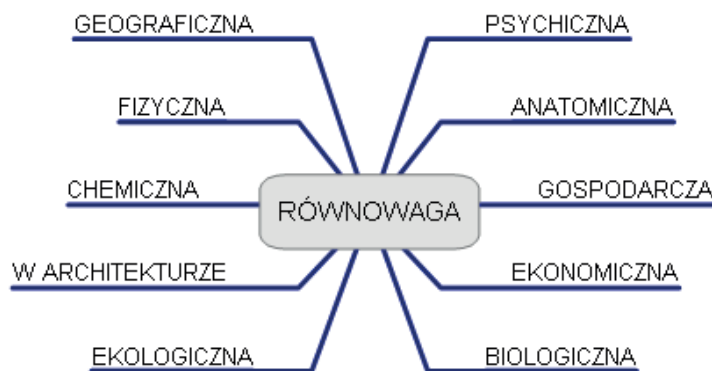 GEOGRAFICZNA
PSYCHICZNA
FIZYCZNA
ANATOMICZNA
CHEMICZNA
RÓWNOWAGA
GOSPODARCZA
W ARCHITEKTURZE
EKONOMICZNA
EKOLOGICZNA
BIOLOGICZNA